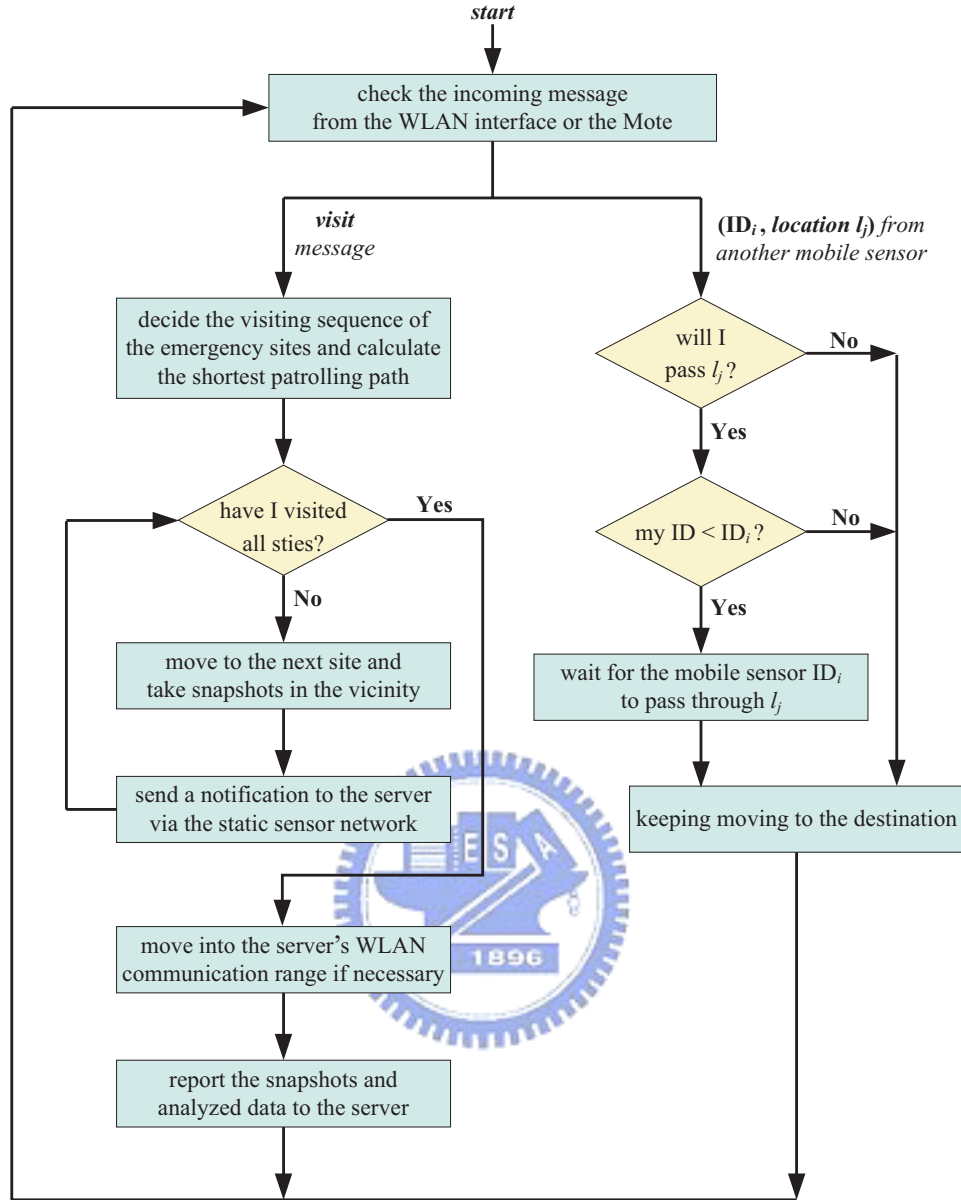 start
check the incoming message
from the WLAN interface or the Mote
visit
message
(IDi , location lj) from
another mobile sensor
decide the visiting sequence of
the emergency sites and calculate
the shortest patrolling path
will I
pass lj?
No
Yes
have I visited
all sties?
Yes
No
my ID < IDi?
No
Yes
move to the next site and
take snapshots in the vicinity
wait for the mobile sensor IDi
to pass through lj
send a notification to the server
via the static sensor network
keeping moving to the destination
E S A
1896
move into the server's WLAN
communication range if necessary
report the snapshots and
analyzed data to the server